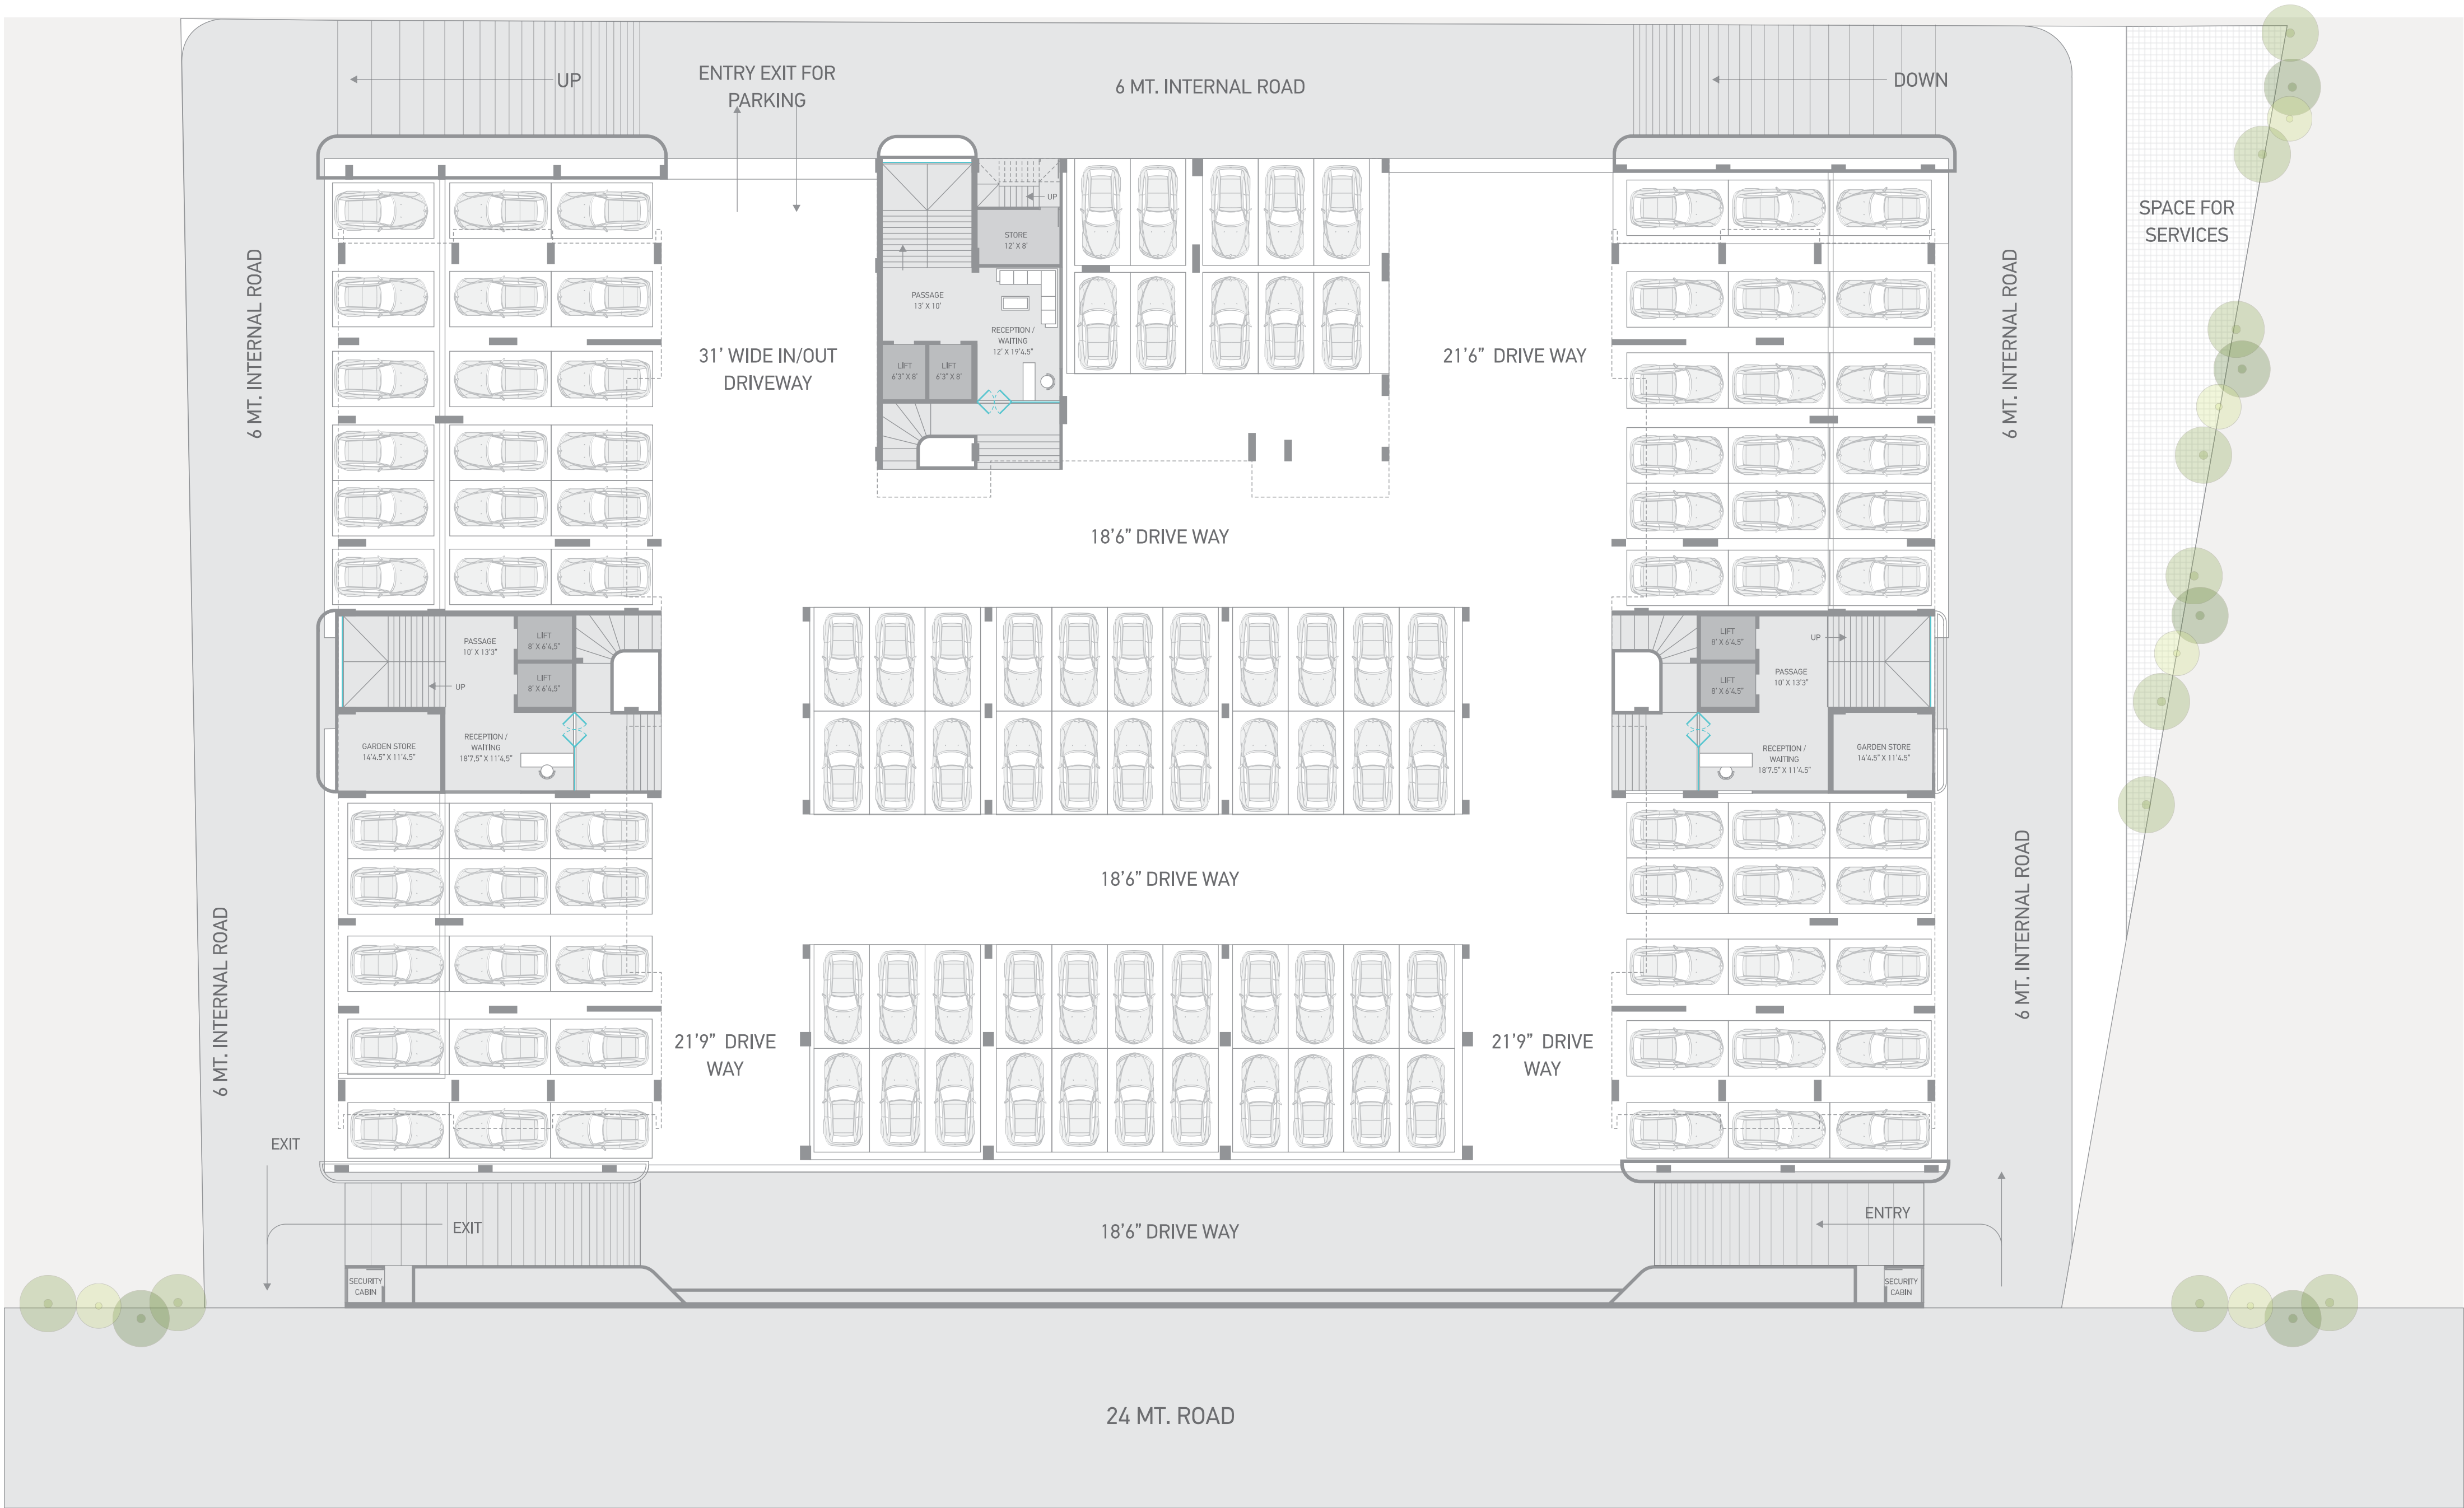 UP
ENTRY EXIT FOR
PARKING
6 MT. INTERNAL ROAD
DOWN
SPACE FOR
SERVICES
UP
STORE
12' X 8'
PASSAGE
13' X 10'
RECEPTION /
WAITING
12' X 19'4.5"
LIFT
6'3" X 8'
LIFT
6'3" X 8'
6 MT. INTERNAL ROAD
31' WIDE IN/OUT
DRIVEWAY
21'6" DRIVE WAY
6 MT. INTERNAL ROAD
18'6" DRIVE WAY
PASSAGE
10' X 13'3"
LIFT
8' X 6'4.5"
LIFT
8' X 6'4.5"
UP
GARDEN STORE
14'4.5" X 11'4.5"
RECEPTION /
WAITING
18'7.5" X 11'4.5"
LIFT
8' X 6'4.5"
LIFT
8' X 6'4.5"
UP
PASSAGE
10' X 13'3"
RECEPTION /
WAITING
18'7.5" X 11'4.5"
GARDEN STORE
14'4.5" X 11'4.5"
18'6" DRIVE WAY
6 MT. INTERNAL ROAD
6 MT. INTERNAL ROAD
21'9" DRIVE
WAY
21'9" DRIVE
WAY
EXIT
EXIT
18'6" DRIVE WAY
ENTRY
SECURITY
CABIN
SECURITY
CABIN
24 MT. ROAD